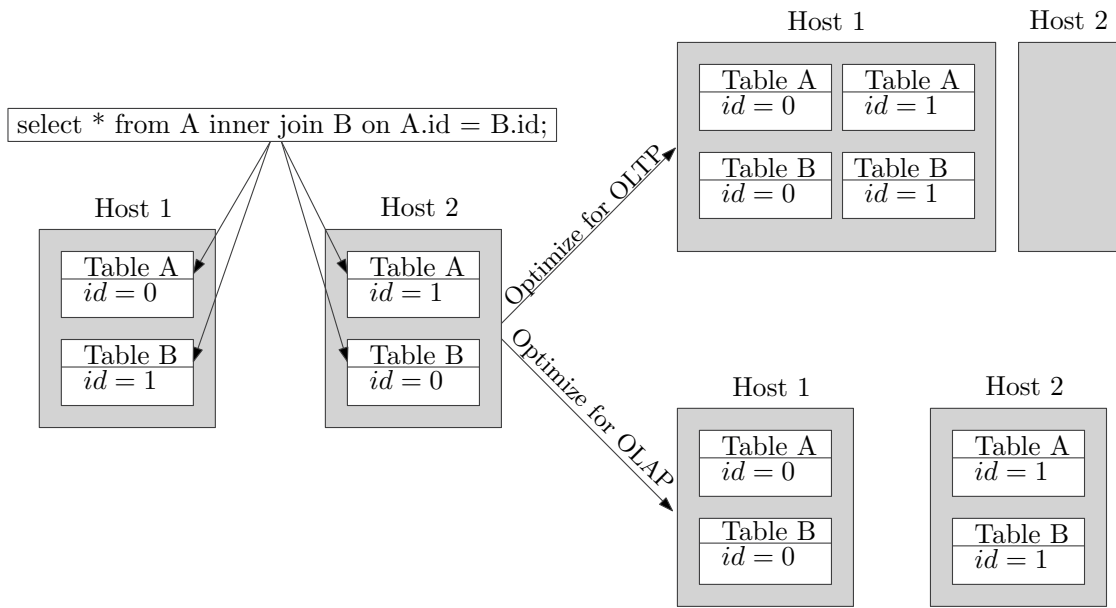 select * from A inner join B on A.id = B.id;
Host 1
Table A
id = 0
Table B
id = 1
Host 2
Table A
id = 1
Table B
id = 0
Optimize for OLTP
Host 1
Table A
id = 0
Table A
id = 1
Table B
id = 0
Table B
id = 1
Host 2
Optimize for OLAP
Host 1
Table A
id = 0
Table B
id = 0
Host 2
Table A
id = 1
Table B
id = 1